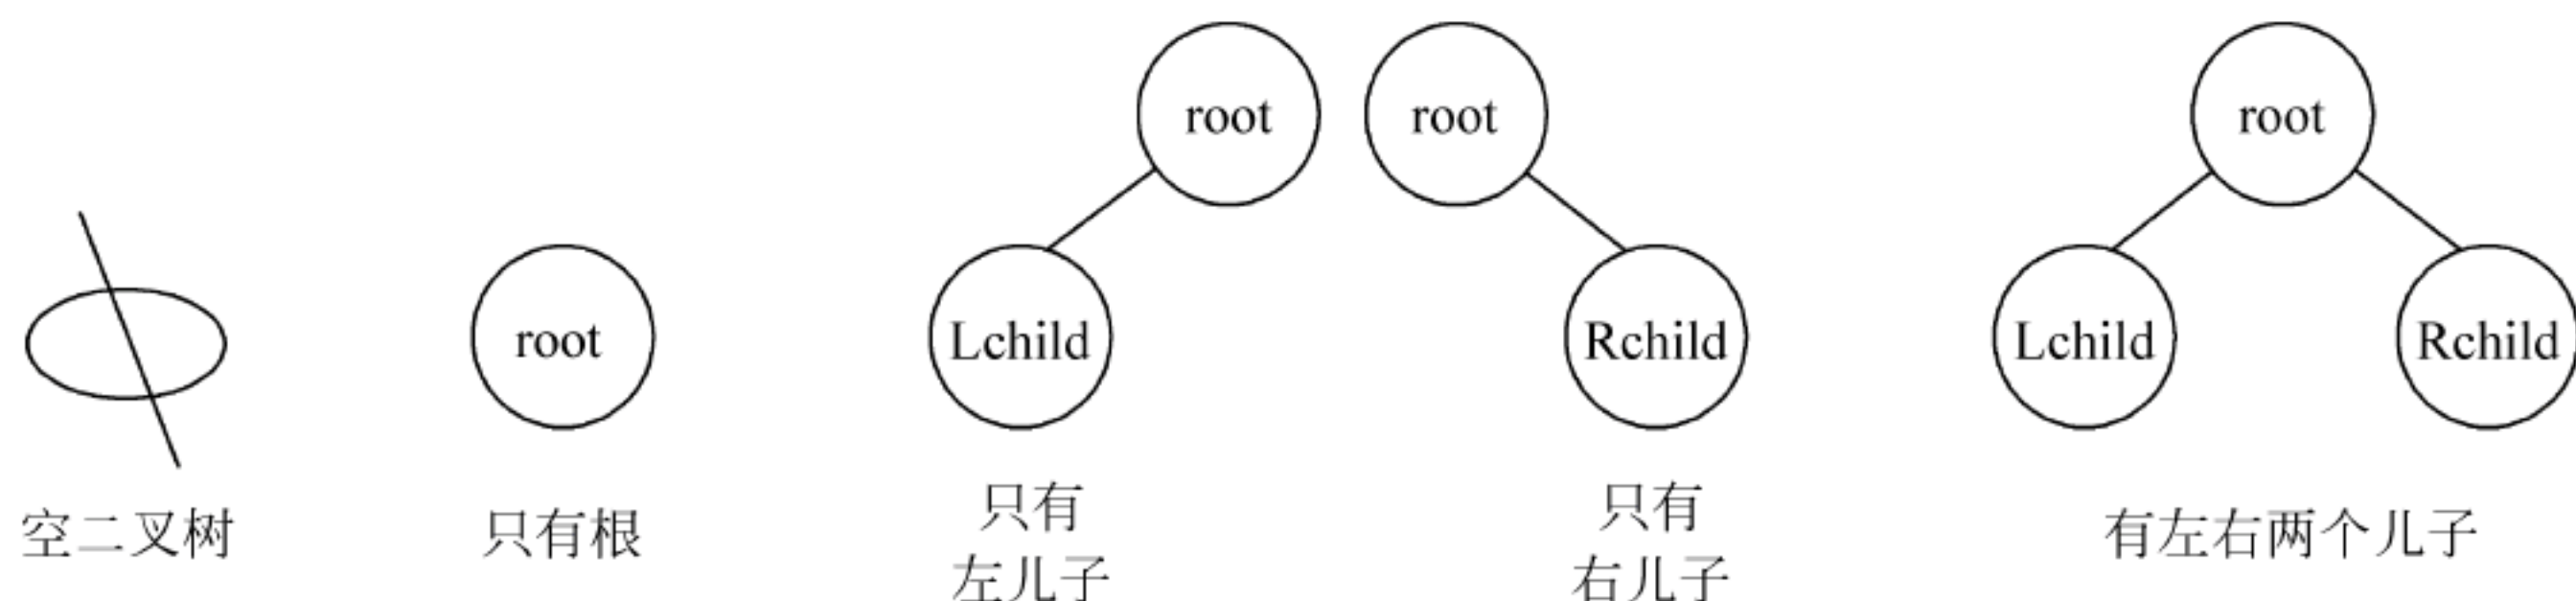 root
root
root
root
Lchild
Rchild
Lchild
Rchild
空二叉树
只有根
只有
左儿子
只有
右儿子
有左右两个儿子